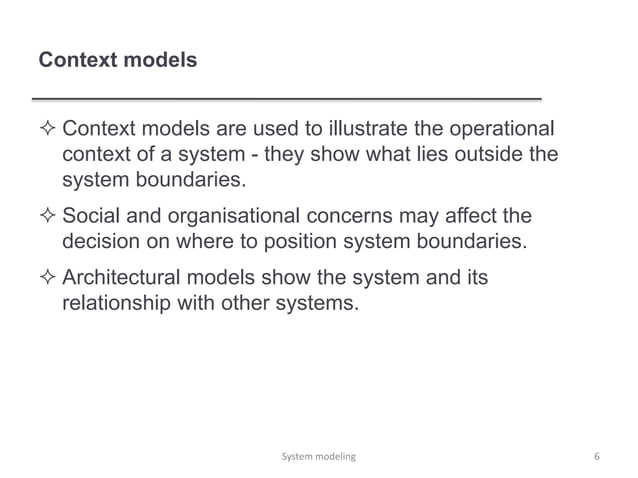 Context models
✧ Context models are used to illustrate the operational
context of a system - they show what lies outside the
system boundaries.
✧ Social and organisational concerns may affect the
decision on where to position system boundaries.
✧ Architectural models show the system and its
relationship with other systems.
System modeling
6